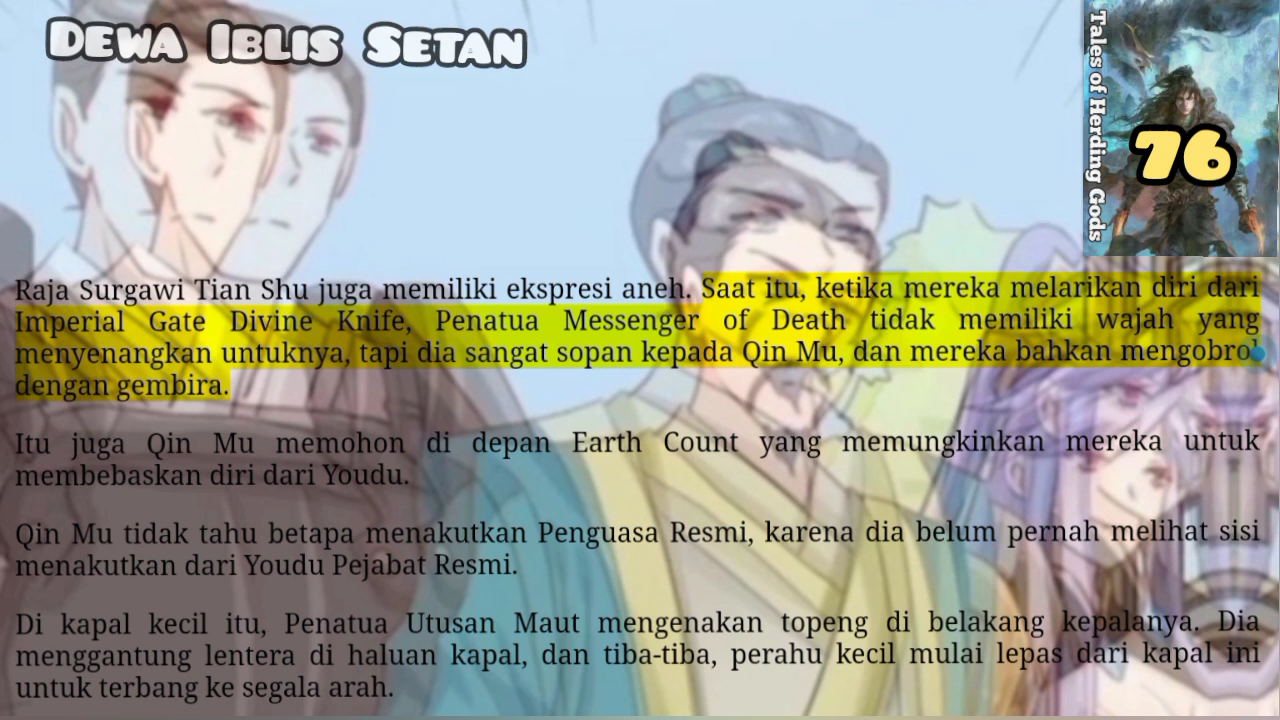 Dewa Iblis Setan
Tales of Herding Gods
76
Raja Surgawi Tian Shu juga memiliki ekspresi aneh. Saat itu, ketika mereka melarikan diri dari
Imperial Gate Divine Knife, Penatua Messenger of Death tidak memiliki wajah yang
menyenangkan untuknya, tapi dia sangat sopan kepada Qin Mu, dan mereka bahkan mengobrol
dengan gembira.
Itu juga Qin Mu memohon di depan Earth Count yang memungkinkan mereka untuk
membebaskan diri dari Youdu.
Qin Mu tidak tahu betapa menakutkan Penguasa Resmi, karena dia belum pernah melihat sisi
menakutkan dari Youdu Pejabat Resmi.
Di kapal kecil itu, Penatua Utusan Maut mengenakan topeng di belakang kepalanya. Dia
menggantung lentera di haluan kapal, dan tiba-tiba, perahu kecil mulai lepas dari kapal ini
untuk terbang ke segala arah.